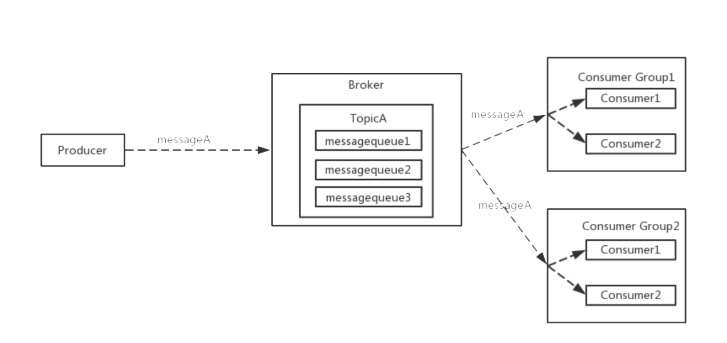 Producer
messageA
Broker
TopicA
messagequeue1
messagequeue2
messagequeue3
messageA
messageA
Consumer Group1
Consumer1
Consumer2
Consumer Group2
Consumer1
Consumer2